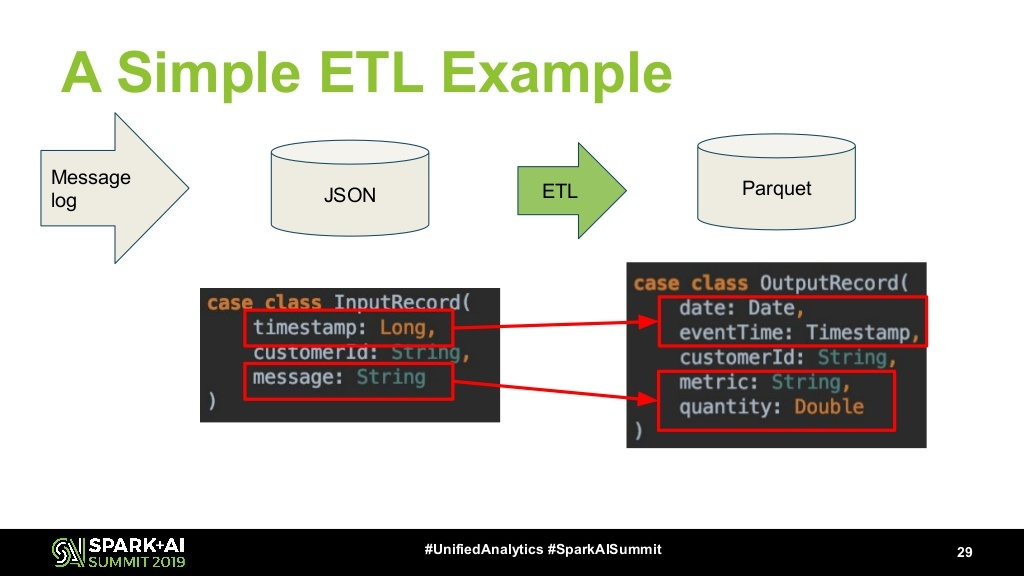 A Simple ETL Example
Message
log
JSON
ETL
Parquet
case class InputRecord(
timestamp: Long,
customerId: String,
message: String
)
case class OutputRecord(
date: Date,
eventTime: Timestamp,
customerId: String,
metric: String,
quantity: Double
)
SPARK+AI
SUMMIT 2019
#UnifiedAnalytics #SparkAISummit
29